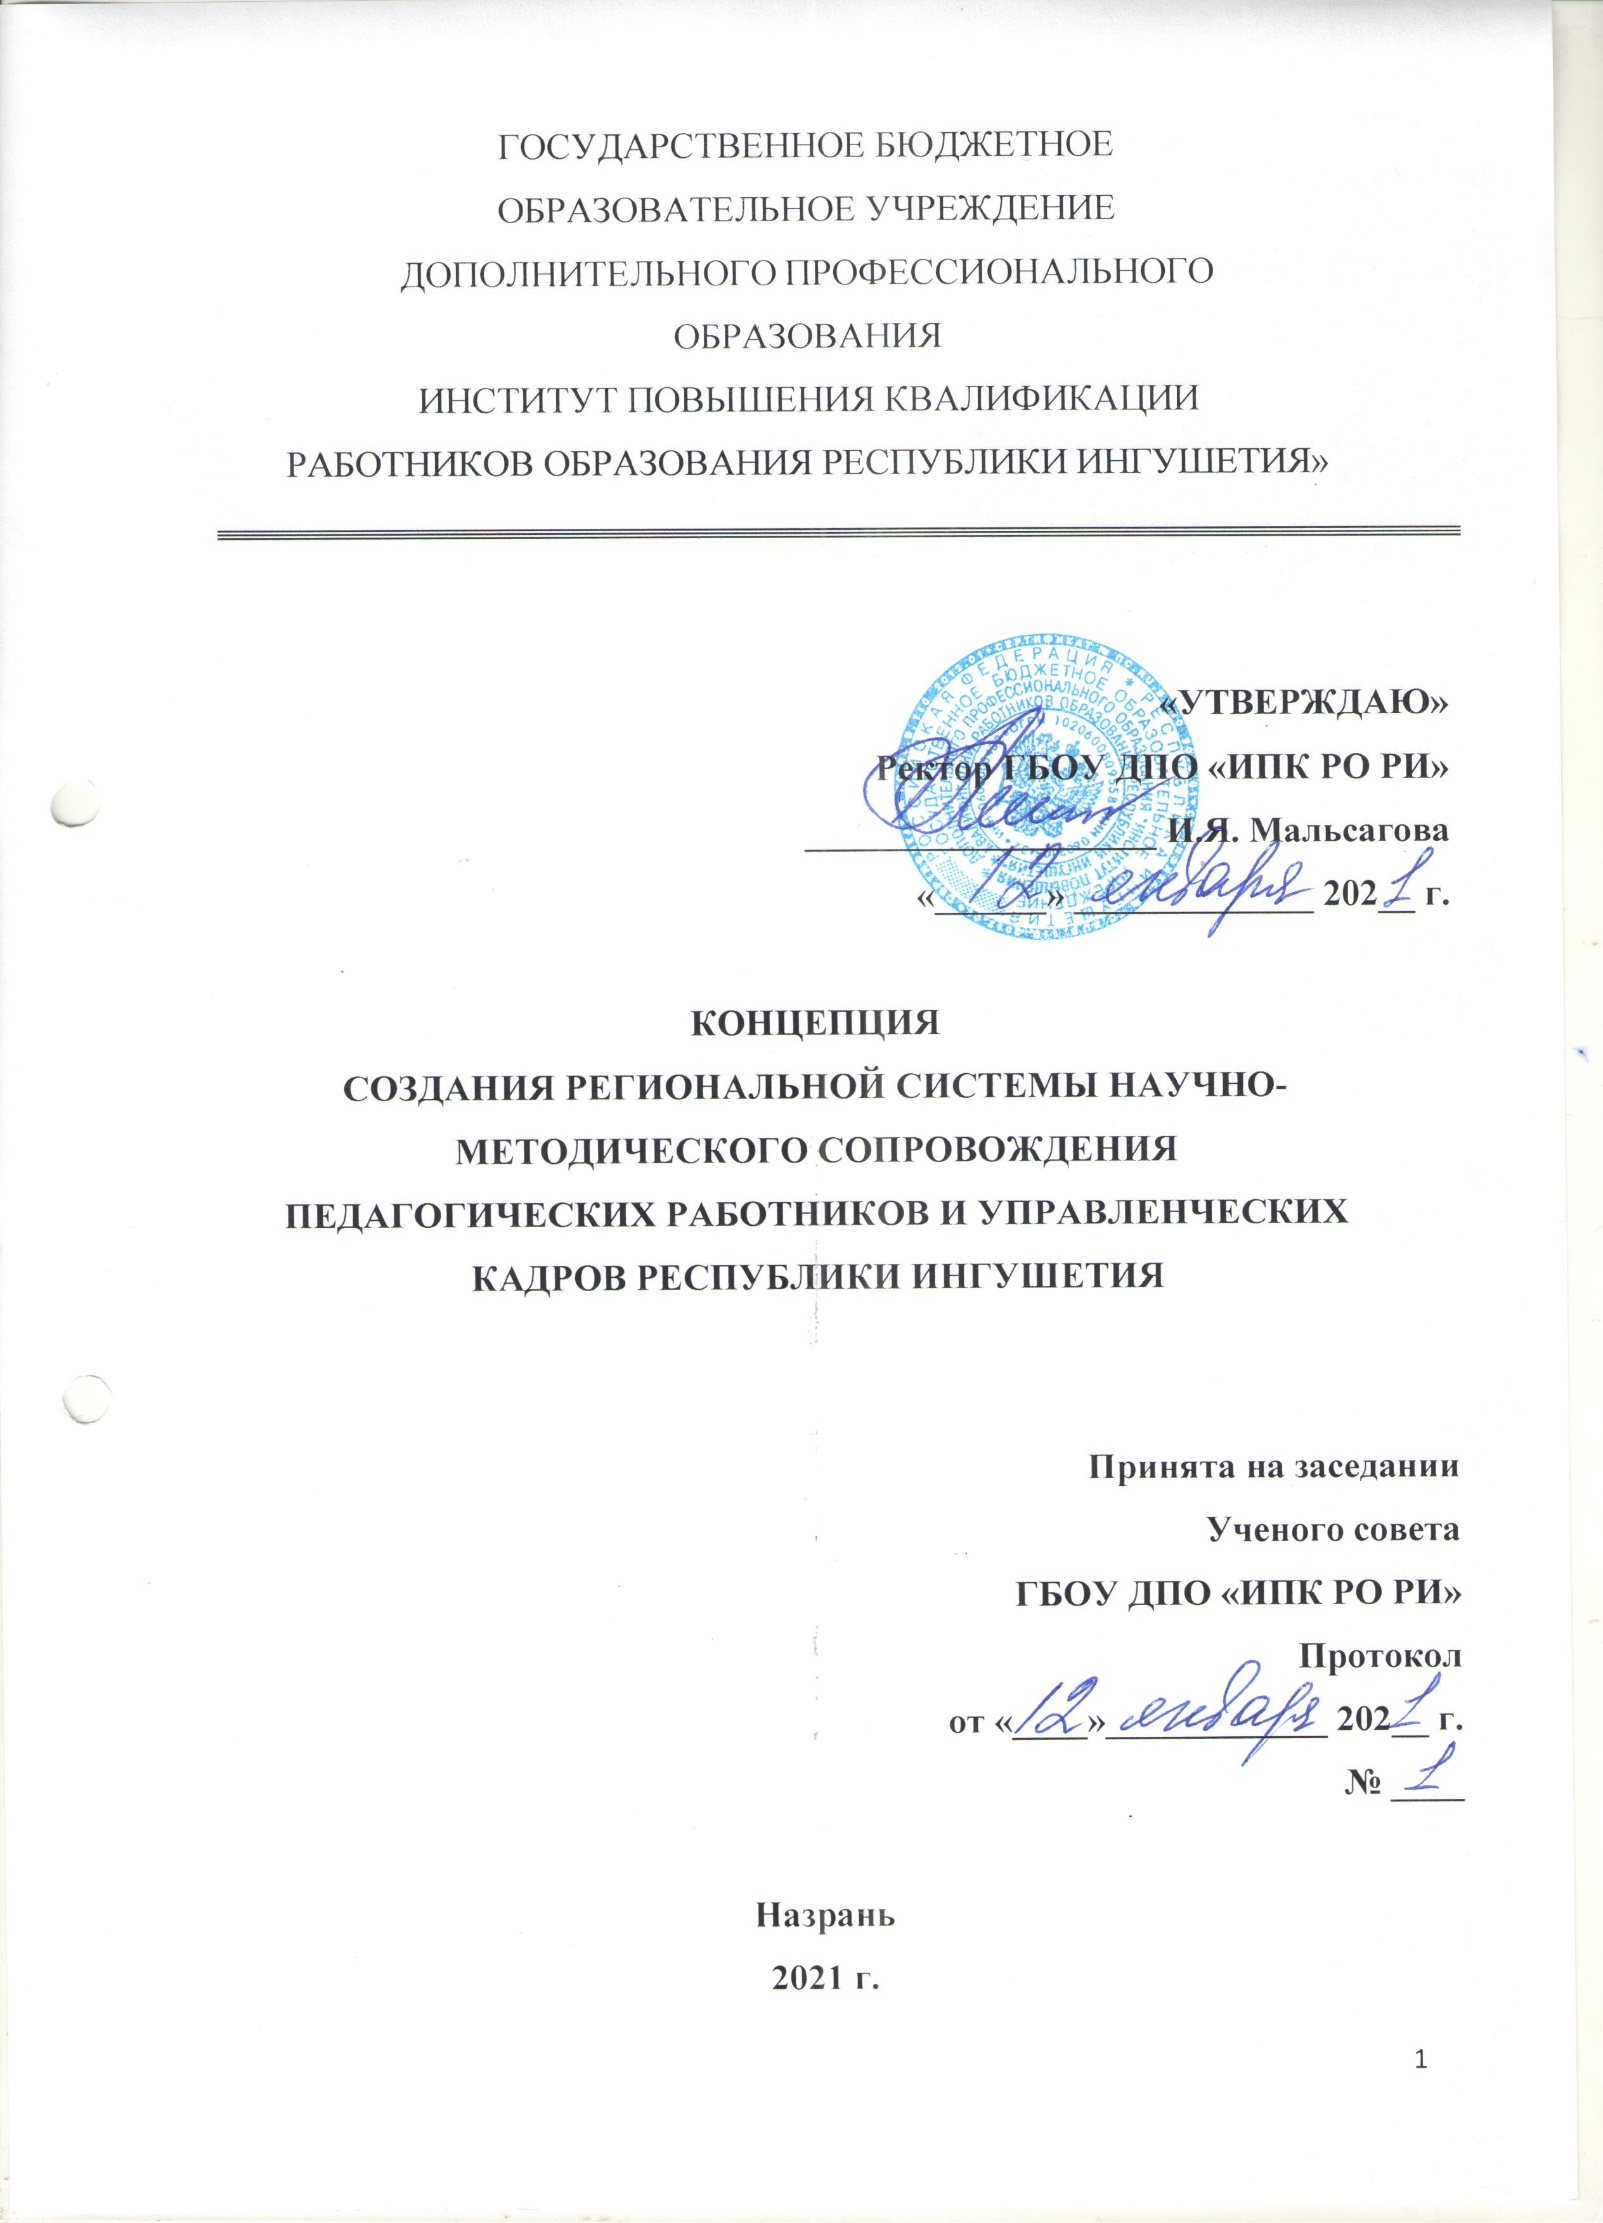 ГОСУДАРСТВЕННОЕ БЮДЖЕТНОЕ
ОБРАЗОВАТЕЛЬНОЕ УЧРЕЖДЕНИЕ
ДОПОЛНИТЕЛЬНОГО ПРОФЕССИОНАЛЬНОГО
ОБРАЗОВАНИЯ
ИНСТИТУТ ПОВЫШЕНИЯ КВАЛИФИКАЦИИ
РАБОТНИКОВ ОБРАЗОВАНИЯ РЕСПУБЛИКИ ИНГУШЕТИЯ»
«УТВЕРЖДАЮ»
Ректор ГБОУ ДПО «ИПК РО РИ»
И.Я. Мальсагова
«12» января 2021 г.
КОНЦЕПЦИЯ
СОЗДАНИЯ РЕГИОНАЛЬНОЙ СИСТЕМЫ НАУЧНО-
МЕТОДИЧЕСКОГО СОПРОВОЖДЕНИЯ
ПЕДАГОГИЧЕСКИХ РАБОТНИКОВ И УПРАВЛЕНЧЕСКИХ
КАДРОВ РЕСПУБЛИКИ ИНГУШЕТИЯ
Принята на заседании
Ученого совета
ГБОУ ДПО «ИПК РО РИ»
Протокол
от «12» января 2021 г.
№ 1
Назрань
2021 г.
1